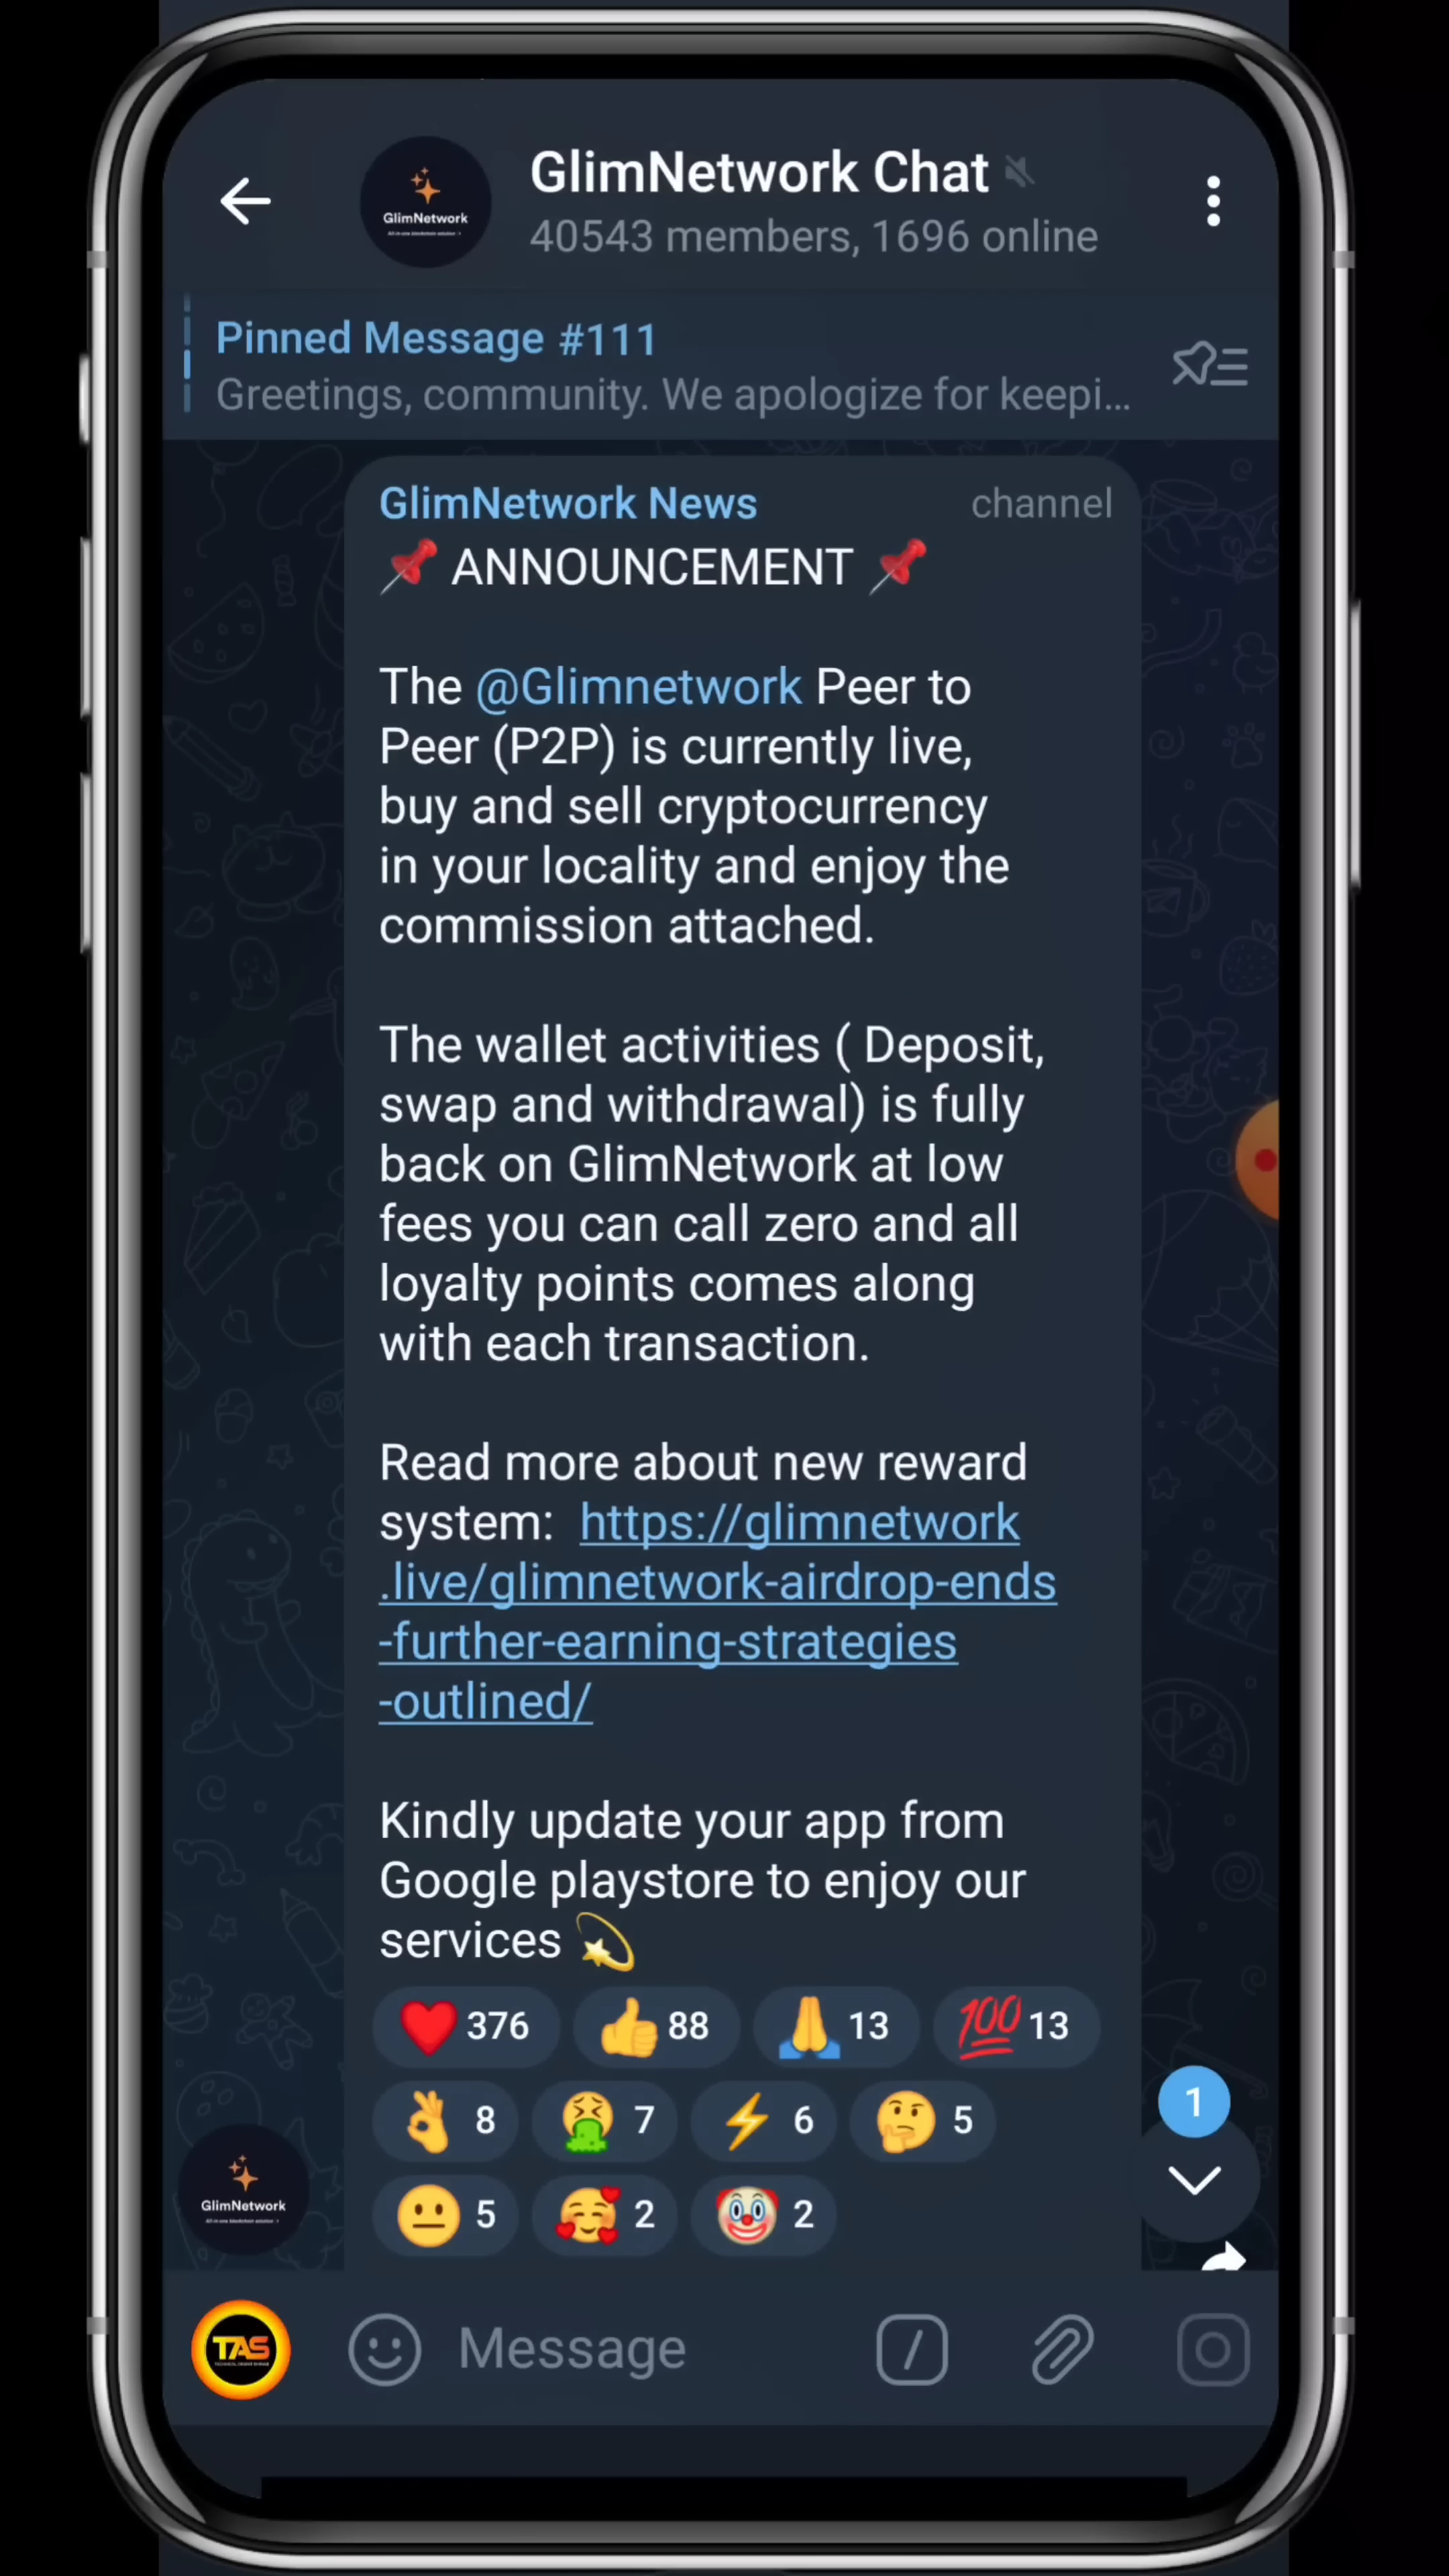 GlimNetwork
GlimNetwork Chat
40543 members, 1696 online
Pinned Message #111
Greetings, community. We apologize for keepi...
GlimNetwork News channel
📌 ANNOUNCEMENT 📌
The @Glimnetwork Peer to
Peer (P2P) is currently live,
buy and sell cryptocurrency
in your locality and enjoy the
commission attached.
The wallet activities ( Deposit,
swap and withdrawal) is fully
back on GlimNetwork at low
fees you can call zero and all
loyalty points comes along
with each transaction.
Read more about new reward
system: https://glimnetwork
.live/glimnetwork-airdrop-ends
-further-earning-strategies
-outlined/
Kindly update your app from
Google playstore to enjoy our
services 💫
❤️ 376 👍 88 🙏 13 💯 13
👌 8 🤮 7 ⚡ 6 🤔 5
1
😐 5 🥰 2 🤡 2
GlimNetwork
TAS
Message